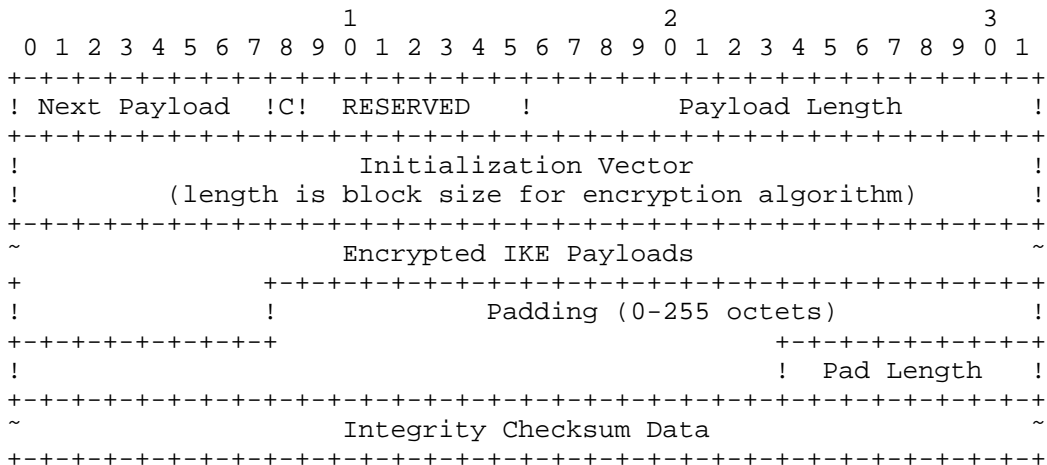 1                   2                   3
 0 1 2 3 4 5 6 7 8 9 0 1 2 3 4 5 6 7 8 9 0 1 2 3 4 5 6 7 8 9 0 1
+-+-+-+-+-+-+-+-+-+-+-+-+-+-+-+-+-+-+-+-+-+-+-+-+-+-+-+-+-+-+-+-+
! Next Payload  !C!  RESERVED   !         Payload Length        !
+-+-+-+-+-+-+-+-+-+-+-+-+-+-+-+-+-+-+-+-+-+-+-+-+-+-+-+-+-+-+-+-+
!                     Initialization Vector                     !
!         (length is block size for encryption algorithm)       !
+-+-+-+-+-+-+-+-+-+-+-+-+-+-+-+-+-+-+-+-+-+-+-+-+-+-+-+-+-+-+-+-+
~                    Encrypted IKE Payloads                     ~
+               +-+-+-+-+-+-+-+-+-+-+-+-+-+-+-+-+-+-+-+-+-+-+-+-+
!               !             Padding (0-255 octets)            !
+-+-+-+-+-+-+-+-+                               +-+-+-+-+-+-+-+-+
!                                               !  Pad Length   !
+-+-+-+-+-+-+-+-+-+-+-+-+-+-+-+-+-+-+-+-+-+-+-+-+-+-+-+-+-+-+-+-+
~                    Integrity Checksum Data                    ~
+-+-+-+-+-+-+-+-+-+-+-+-+-+-+-+-+-+-+-+-+-+-+-+-+-+-+-+-+-+-+-+-+